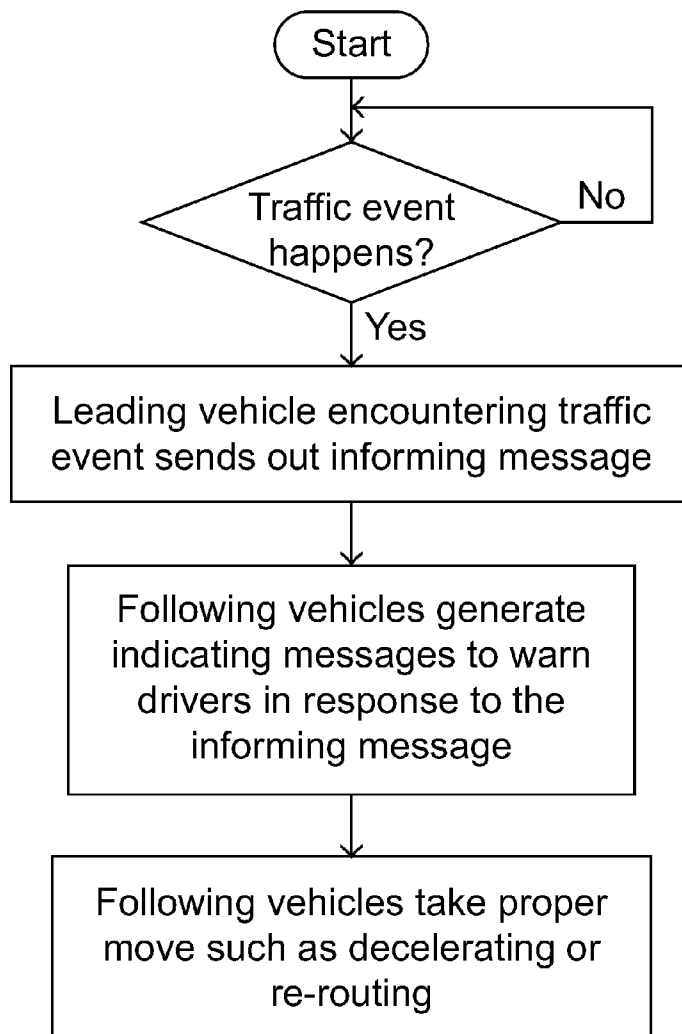 Start
Traffic event
happens?
No
Yes
Leading vehicle encountering traffic
event sends out informing message
Following vehicles generate
indicating messages to warn
drivers in response to the
informing message
Following vehicles take proper
move such as decelerating or
re-routing